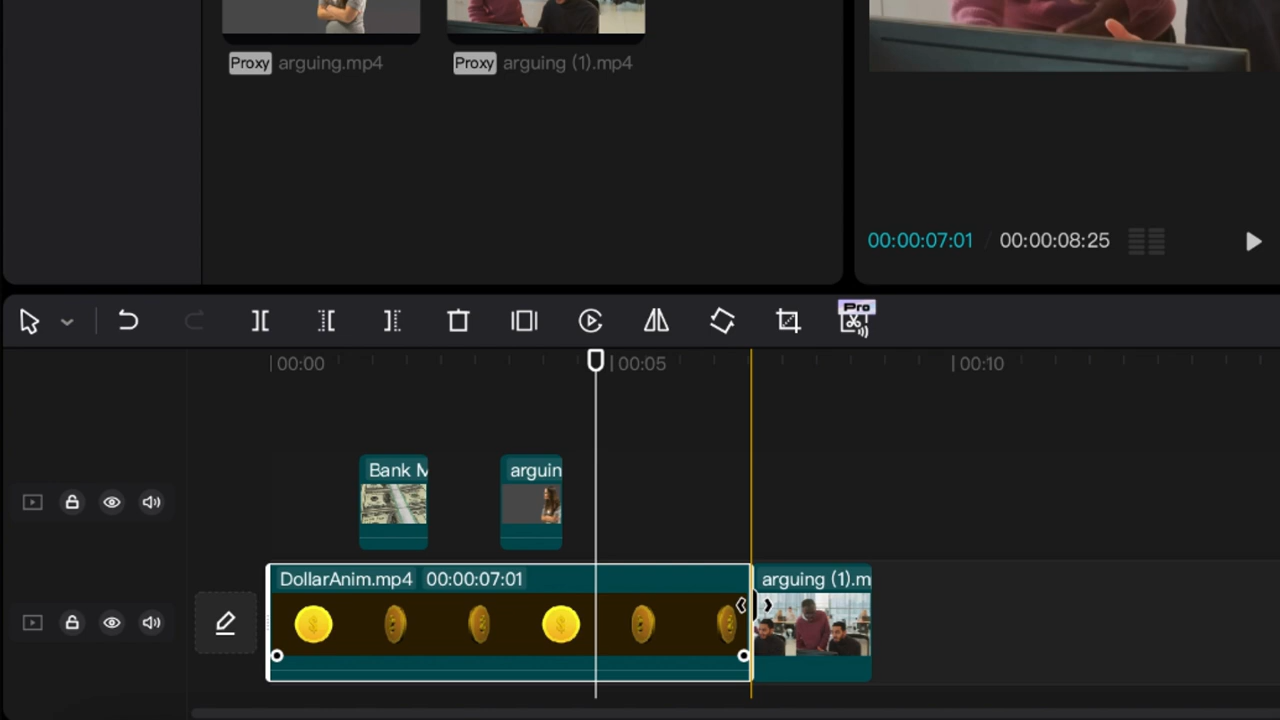 Proxy arguing.mp4
Proxy arguing (1).mp4
00:00:07:01 / 00:00:08:25
Pro
00:00
00:05
00:10
Bank M
arguin
DollarAnim.mp4 00:00:07:01
arguing (1).m